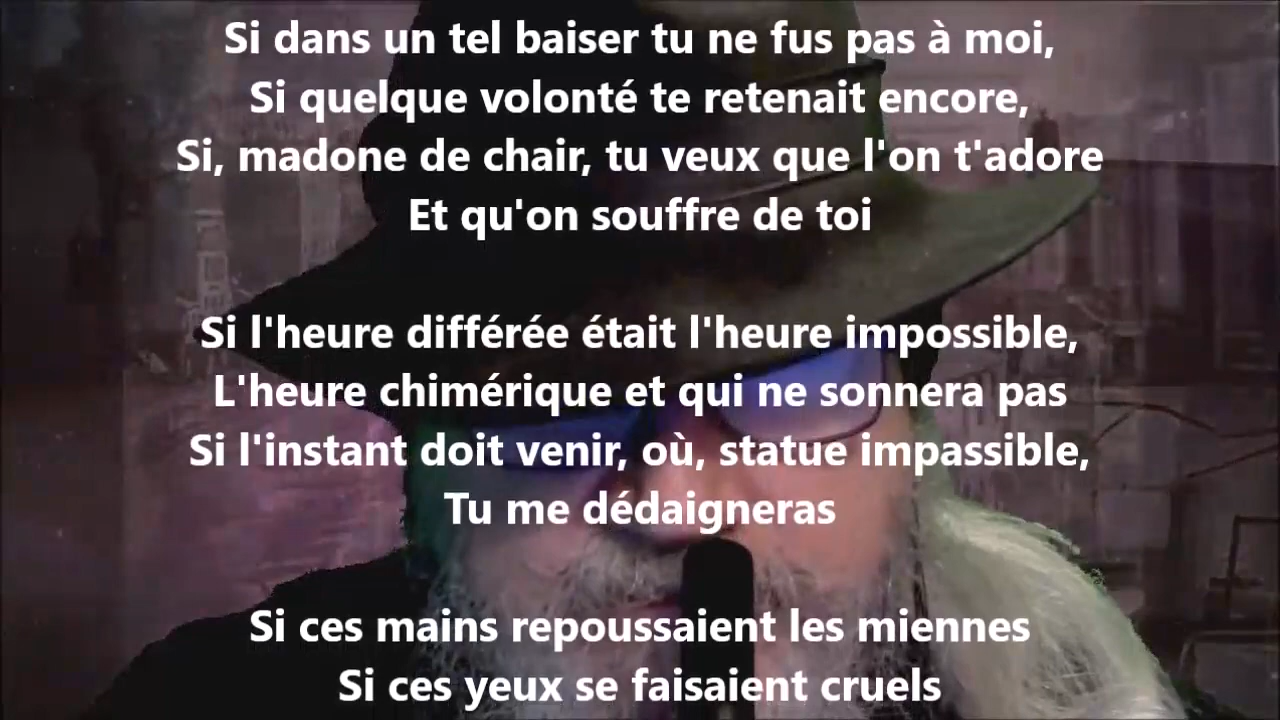 Si dans un tel baiser tu ne fus pas à moi,
Si quelque volonté te retenait encore,
Si, madone de chair, tu veux que l'on t'adore
Et qu'on souffre de toi
Si l'heure différée était l'heure impossible,
L'heure chimérique et qui ne sonnera pas
Si l'instant doit venir, où, statue impassible,
Tu me dédaigneras
Si ces mains repoussaient les miennes
Si ces yeux se faisaient cruels